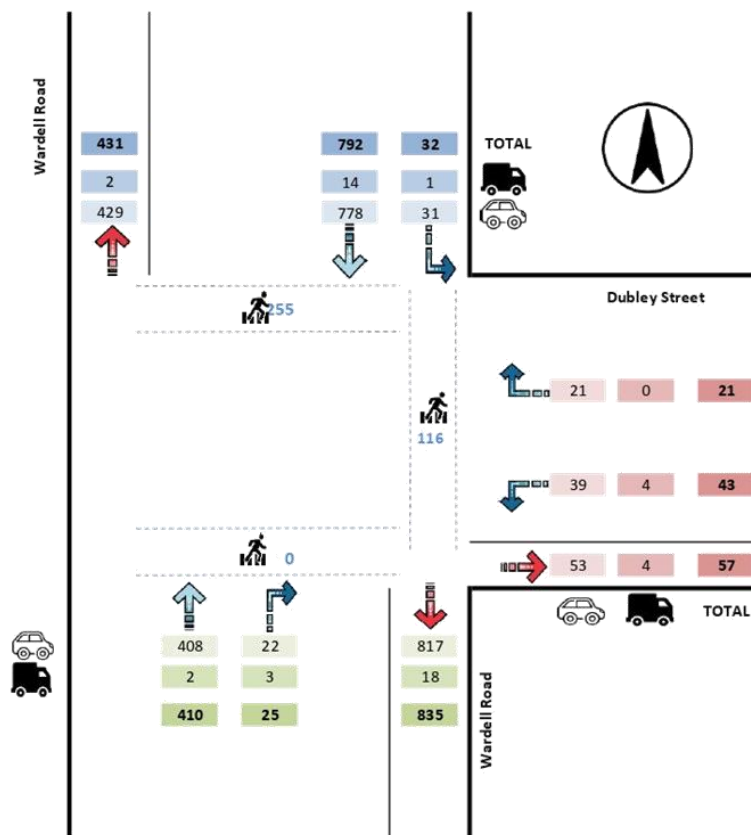 Wardell Road
431 792 32 TOTAL
2 14 1
429 778 31
Dubley Street
255
21 0 21
116
39 4 43
0
53 4 57
TOTAL
408 22 817
2 3 18
410 25 835
Wardell Road